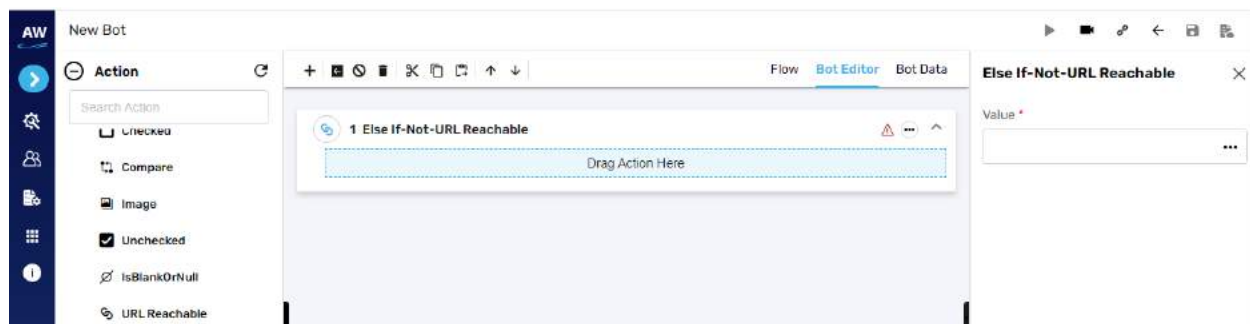 AW
New Bot
Action
Flow
Bot Editor
Bot Data
Else If-Not-URL Reachable
Search Action
Value *
Checked
1 Else If-Not-URL Reachable
Compare
Drag Action Here
Image
Unchecked
IsBlankOrNull
URL Reachable